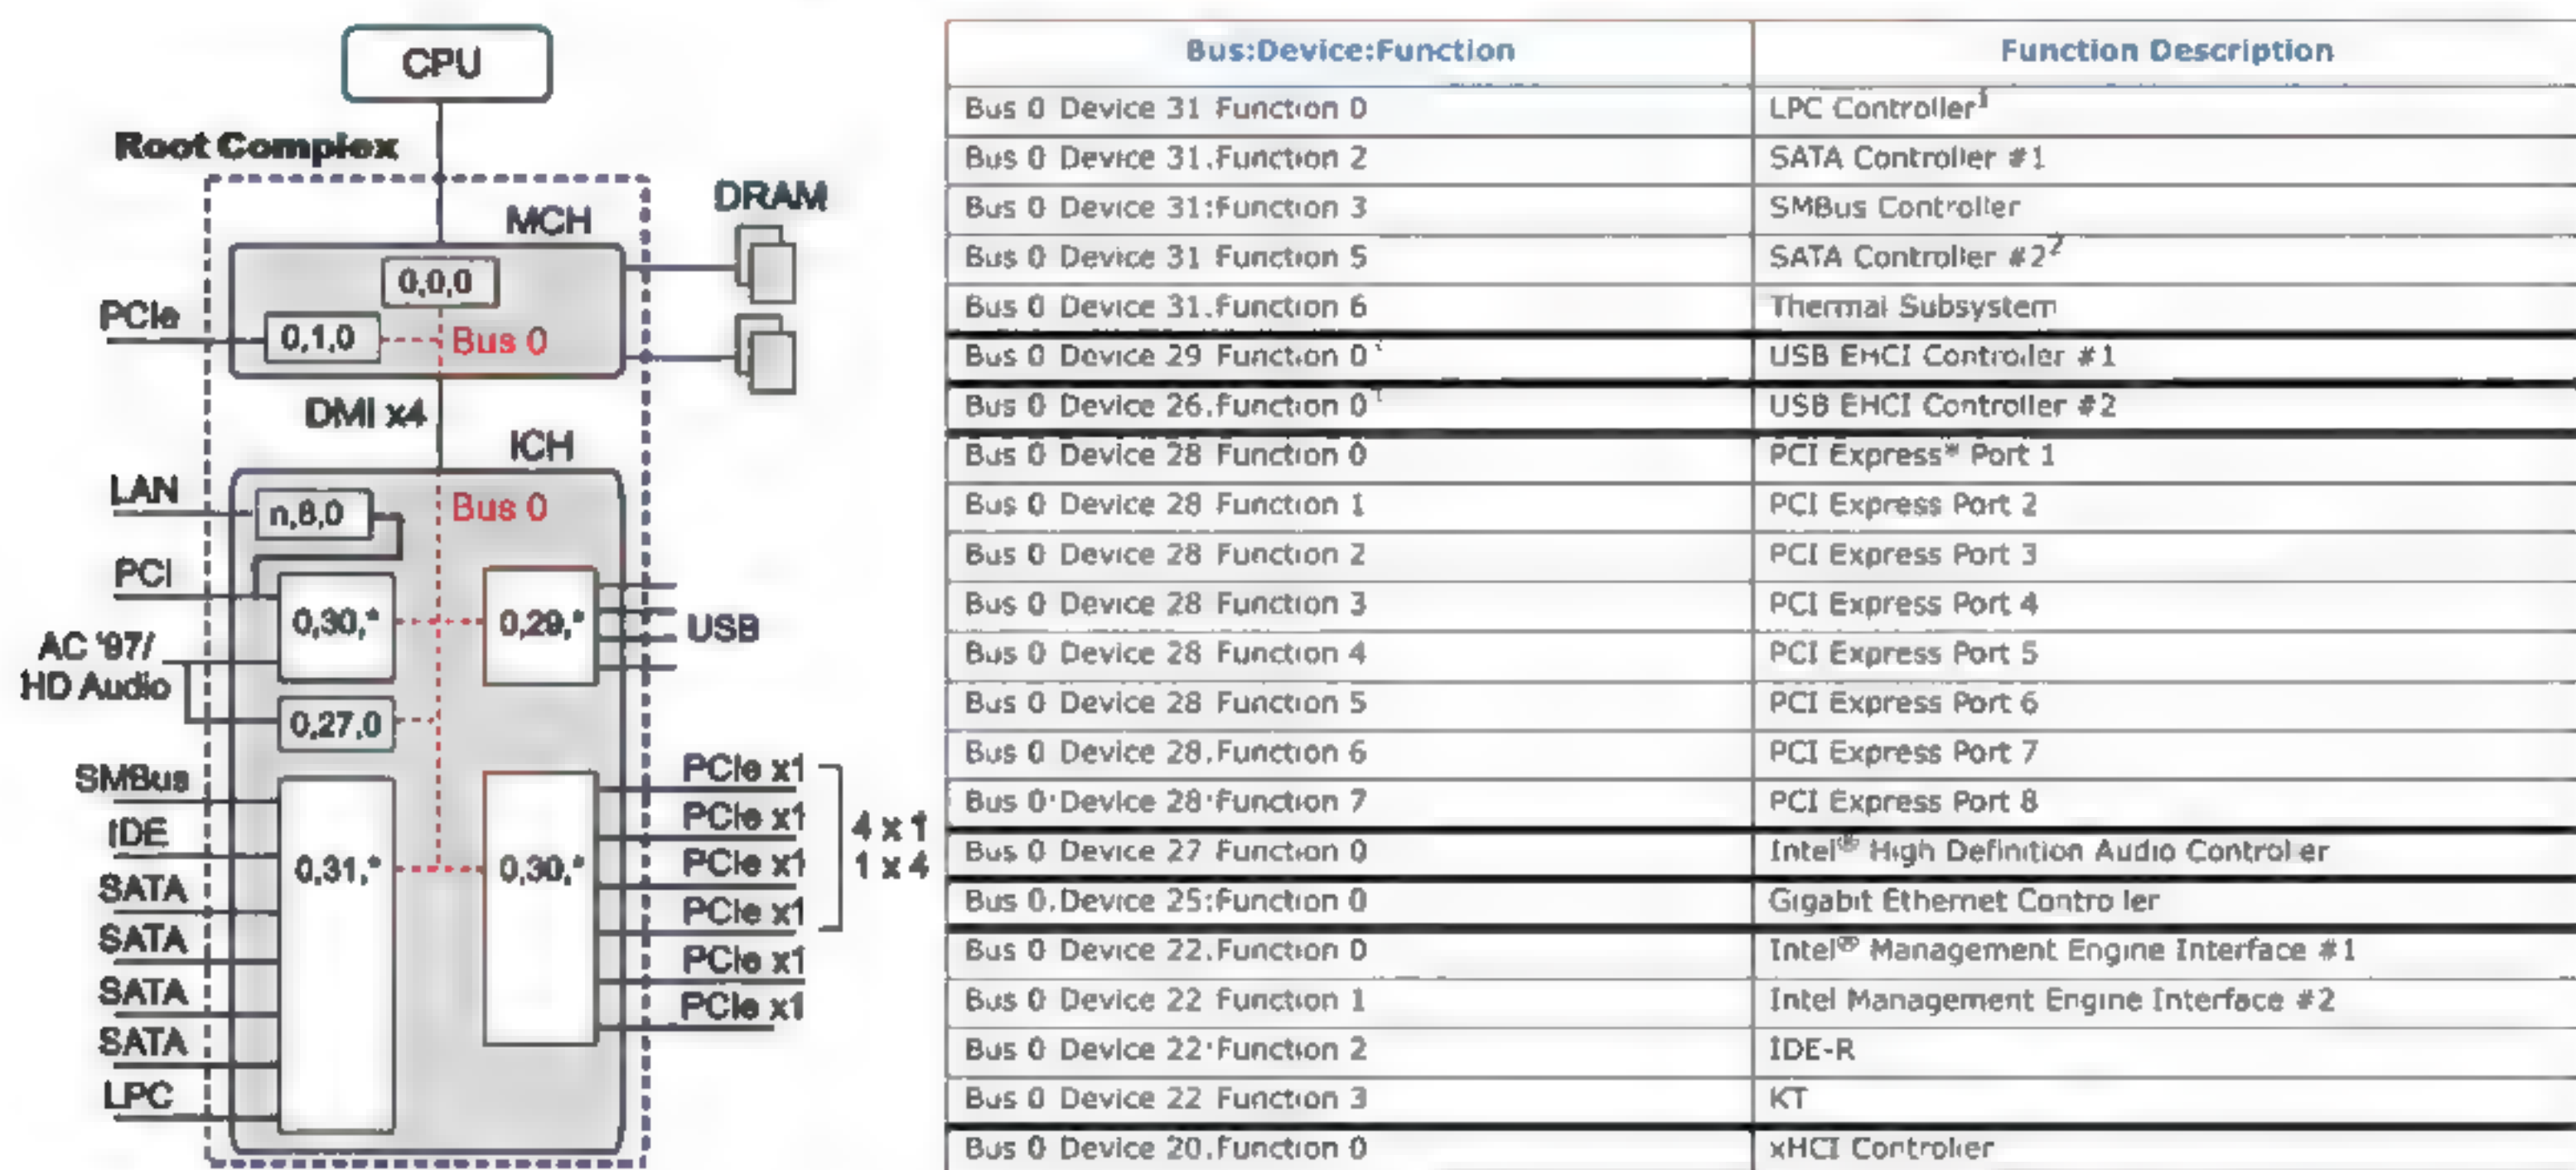 CPU
Root Complex
DRAM
MCH
0,0,0
PCIe
0,1,0
Bus 0
DMI x4
ICH
LAN
n,8,0
Bus 0
PCI
0,30,*
0,29,*
USB
AC '97/
HD Audio
0,27,0
SMBus
IDE
SATA
SATA
SATA
SATA
LPC
0,31,*
0,30,*
PCIe x1
PCIe x1
PCIe x1
PCIe x1
PCIe x1
PCIe x1
4 x 1
1 x 4
Bus:Device:Function Function Description
Bus 0 Device 31 Function 0 LPC Controller1
Bus 0 Device 31.Function 2 SATA Controller #1
Bus 0 Device 31:Function 3 SMBus Controller
Bus 0 Device 31 Function 5 SATA Controller #22
Bus 0 Device 31.Function 6 Thermal Subsystem
Bus 0 Device 29 Function 0 USB EHCI Controller #1
Bus 0 Device 26.Function 0 USB EHCI Controller #2
Bus 0 Device 28 Function 0 PCI Express* Port 1
Bus 0 Device 28 Function 1 PCI Express Port 2
Bus 0 Device 28 Function 2 PCI Express Port 3
Bus 0 Device 28 Function 3 PCI Express Port 4
Bus 0 Device 28 Function 4 PCI Express Port 5
Bus 0 Device 28 Function 5 PCI Express Port 6
Bus 0 Device 28.Function 6 PCI Express Port 7
Bus 0:Device 28:Function 7 PCI Express Port 8
Bus 0 Device 27 Function 0 Intel® High Definition Audio Controller
Bus 0.Device 25:Function 0 Gigabit Ethernet Controller
Bus 0 Device 22.Function 0 Intel® Management Engine Interface #1
Bus 0 Device 22 Function 1 Intel Management Engine Interface #2
Bus 0 Device 22:Function 2 IDE-R
Bus 0 Device 22 Function 3 KT
Bus 0 Device 20.Function 0 xHCI Controller